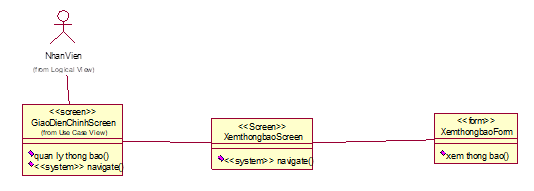 NhanVien
(from Logical View)
<<screen>>
GiaoDienChinhScreen
(from Use Case View)
quan ly thong bao()
<<system>> navigate()
<<Screen>>
XemthongbaoScreen
<<system>> navigate()
<<form>>
XemthongbaoForm
xem thong bao()